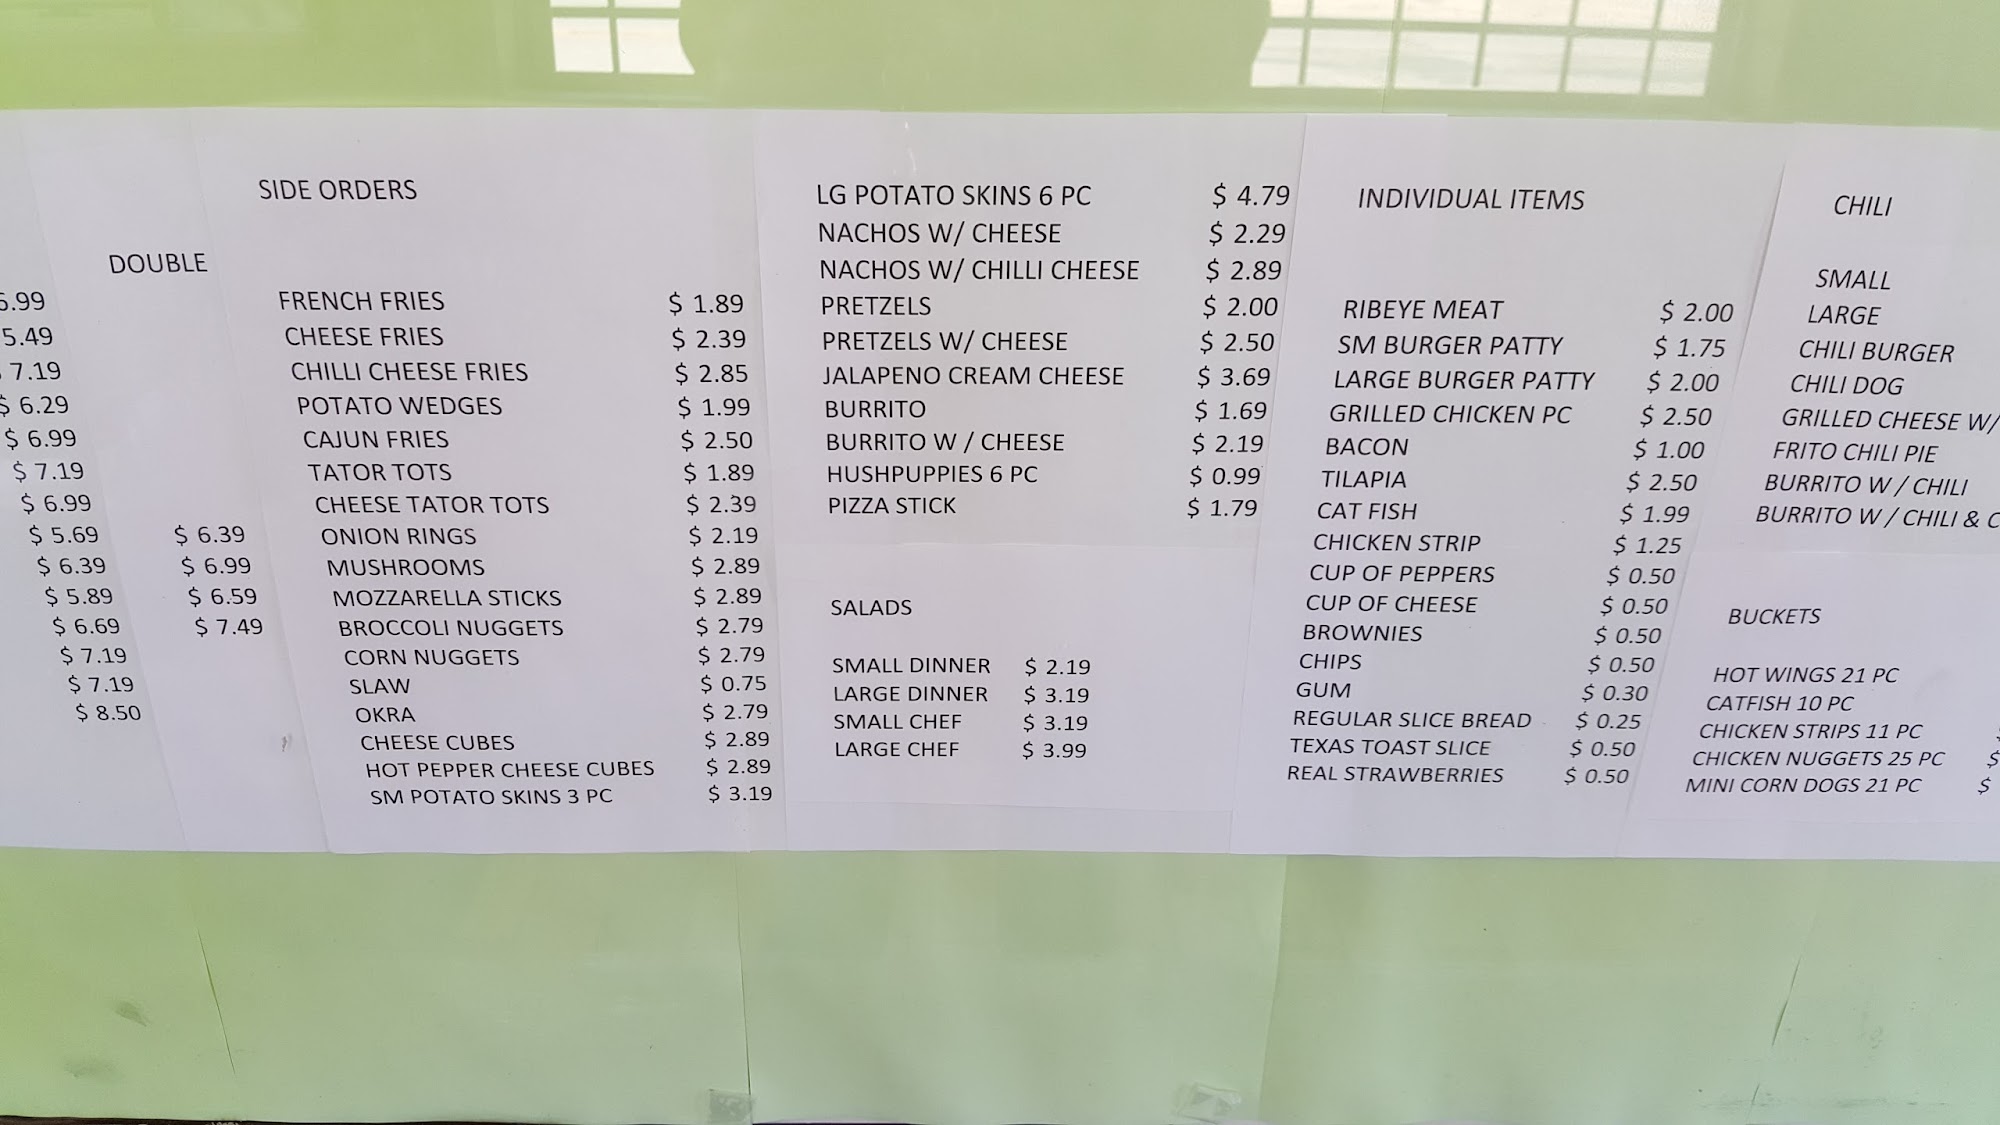 DOUBLE
5.49
7.19
$ 6.29
$ 6.99
$ 7.19
$ 6.99
$ 5.69 $ 6.39
$ 6.39 $ 6.99
$ 5.89 $ 6.59
$ 6.69 $ 7.49
$ 7.19
$ 7.19
$ 8.50
SIDE ORDERS
FRENCH FRIES $ 1.89
CHEESE FRIES $ 2.39
CHILLI CHEESE FRIES $ 2.85
POTATO WEDGES $ 1.99
CAJUN FRIES $ 2.50
TATOR TOTS $ 1.89
CHEESE TATOR TOTS $ 2.39
ONION RINGS $ 2.19
MUSHROOMS $ 2.89
MOZZARELLA STICKS $ 2.89
BROCCOLI NUGGETS $ 2.79
CORN NUGGETS $ 2.79
SLAW $ 0.75
OKRA $ 2.79
CHEESE CUBES $ 2.89
HOT PEPPER CHEESE CUBES $ 2.89
SM POTATO SKINS 3 PC $ 3.19
LG POTATO SKINS 6 PC $ 4.79
NACHOS W/ CHEESE $ 2.29
NACHOS W/ CHILLI CHEESE $ 2.89
PRETZELS $ 2.00
PRETZELS W/ CHEESE $ 2.50
JALAPENO CREAM CHEESE $ 3.69
BURRITO $ 1.69
BURRITO W / CHEESE $ 2.19
HUSHPUPPIES 6 PC $ 0.99
PIZZA STICK $ 1.79
SALADS
SMALL DINNER $ 2.19
LARGE DINNER $ 3.19
SMALL CHEF $ 3.19
LARGE CHEF $ 3.99
INDIVIDUAL ITEMS
RIBEYE MEAT $ 2.00
SM BURGER PATTY $ 1.75
LARGE BURGER PATTY $ 2.00
GRILLED CHICKEN PC $ 2.50
BACON $ 1.00
TILAPIA $ 2.50
CAT FISH $ 1.99
CHICKEN STRIP $ 1.25
CUP OF PEPPERS $ 0.50
CUP OF CHEESE $ 0.50
BROWNIES $ 0.50
CHIPS $ 0.50
GUM $ 0.30
REGULAR SLICE BREAD $ 0.25
TEXAS TOAST SLICE $ 0.50
REAL STRAWBERRIES $ 0.50
CHILI
SMALL
LARGE
CHILI BURGER
CHILI DOG
GRILLED CHEESE W/
FRITO CHILI PIE
BURRITO W / CHILI
BURRITO W / CHILI &
BUCKETS
HOT WINGS 21 PC
CATFISH 10 PC
CHICKEN STRIPS 11 PC
CHICKEN NUGGETS 25 PC $
MINI CORN DOGS 21 PC $